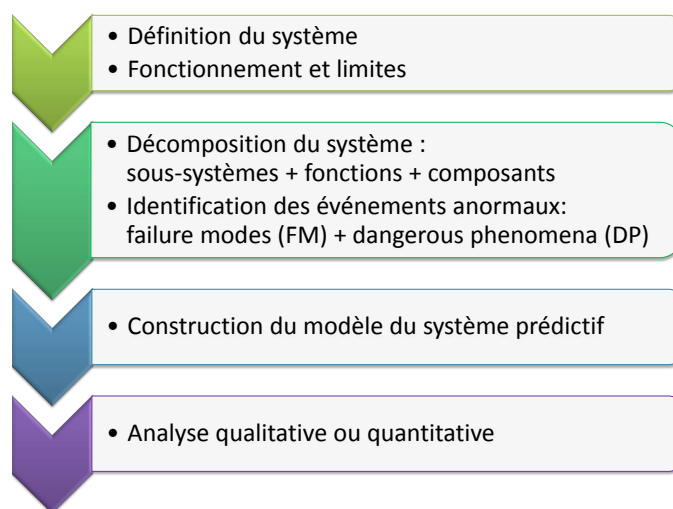 • Définition du système
• Fonctionnement et limites
• Décomposition du système :
sous-systèmes + fonctions + composants
• Identification des événements anormaux:
failure modes (FM) + dangerous phenomena (DP)
• Construction du modèle du système prédictif
• Analyse qualitative ou quantitative